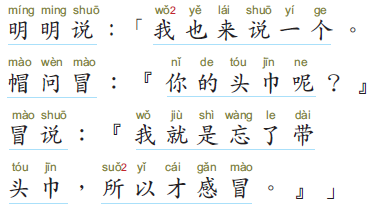 míng míng shuō wǒ2 yě lái shuō yí ge
明明说：「我也来说一个。
mào wèn mào nǐ de tóu jīn ne
帽问冒：『你的头巾呢？』
mào shuō wǒ jiù shì wàng le dài
冒说：『我就是忘了带
tóu jīn suǒ2 yǐ cái gǎn mào
头巾，所以才感冒。』」